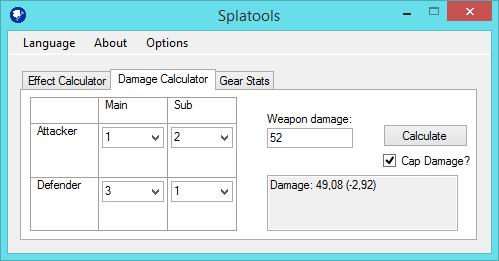 Splatools
Language About Options
Effect Calculator Damage Calculator Gear Stats
Main Sub
Attacker 1 2
Weapon damage:
52
Calculate
Cap Damage?
Defender 3 1
Damage: 49,08 (-2,92)